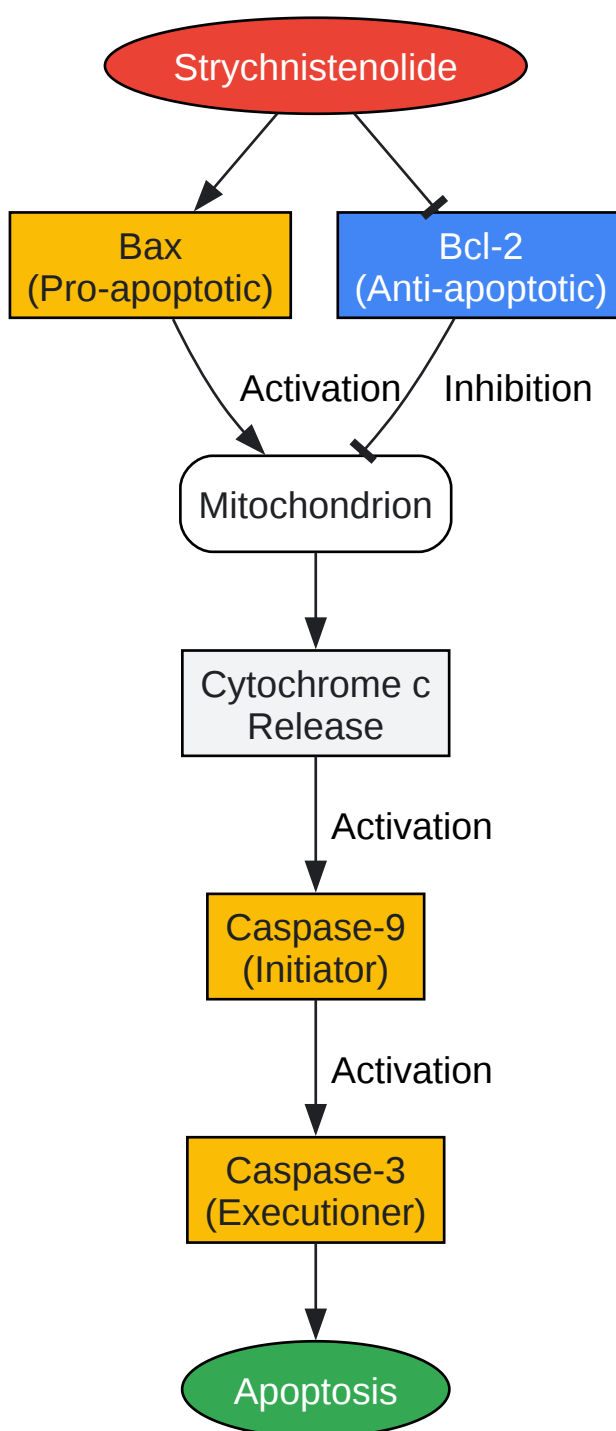 Strychnistenolide
Bax
(Pro-apoptotic)
Bcl-2
(Anti-apoptotic)
Activation
Inhibition
Mitochondrion
Cytochrome c
Release
Activation
Caspase-9
(Initiator)
Activation
Caspase-3
(Executioner)
Apoptosis